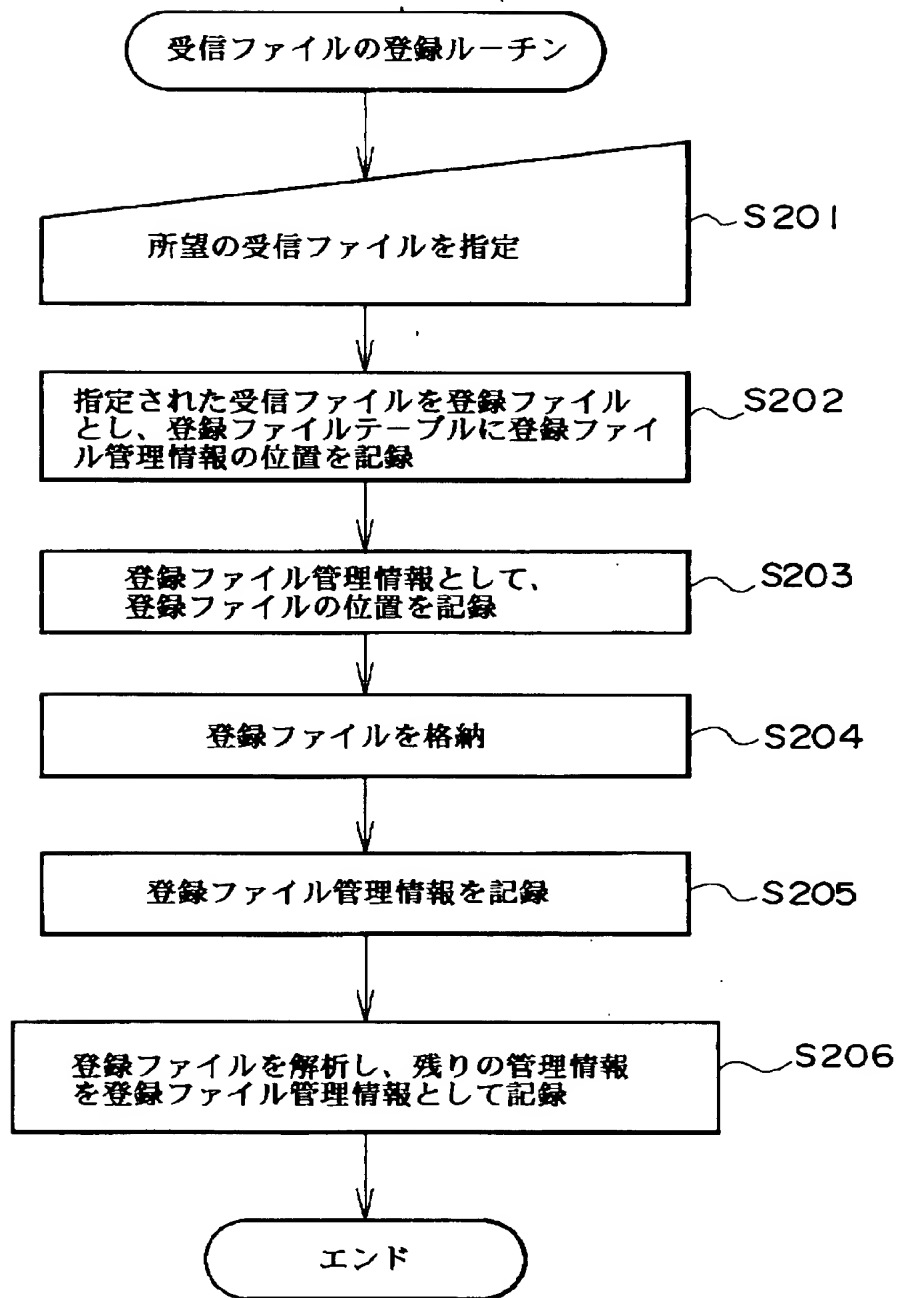 受信ファイルの登録ルーチン
所望の受信ファイルを指定
S201
指定された受信ファイルを登録ファイル
とし、登録ファイルテーブルに登録ファイ
ル管理情報の位置を記録
S202
登録ファイル管理情報として、
登録ファイルの位置を記録
S203
登録ファイルを格納
S204
登録ファイル管理情報を記録
S205
登録ファイルを解析し、残りの管理情報
を登録ファイル管理情報として記録
S206
エンド